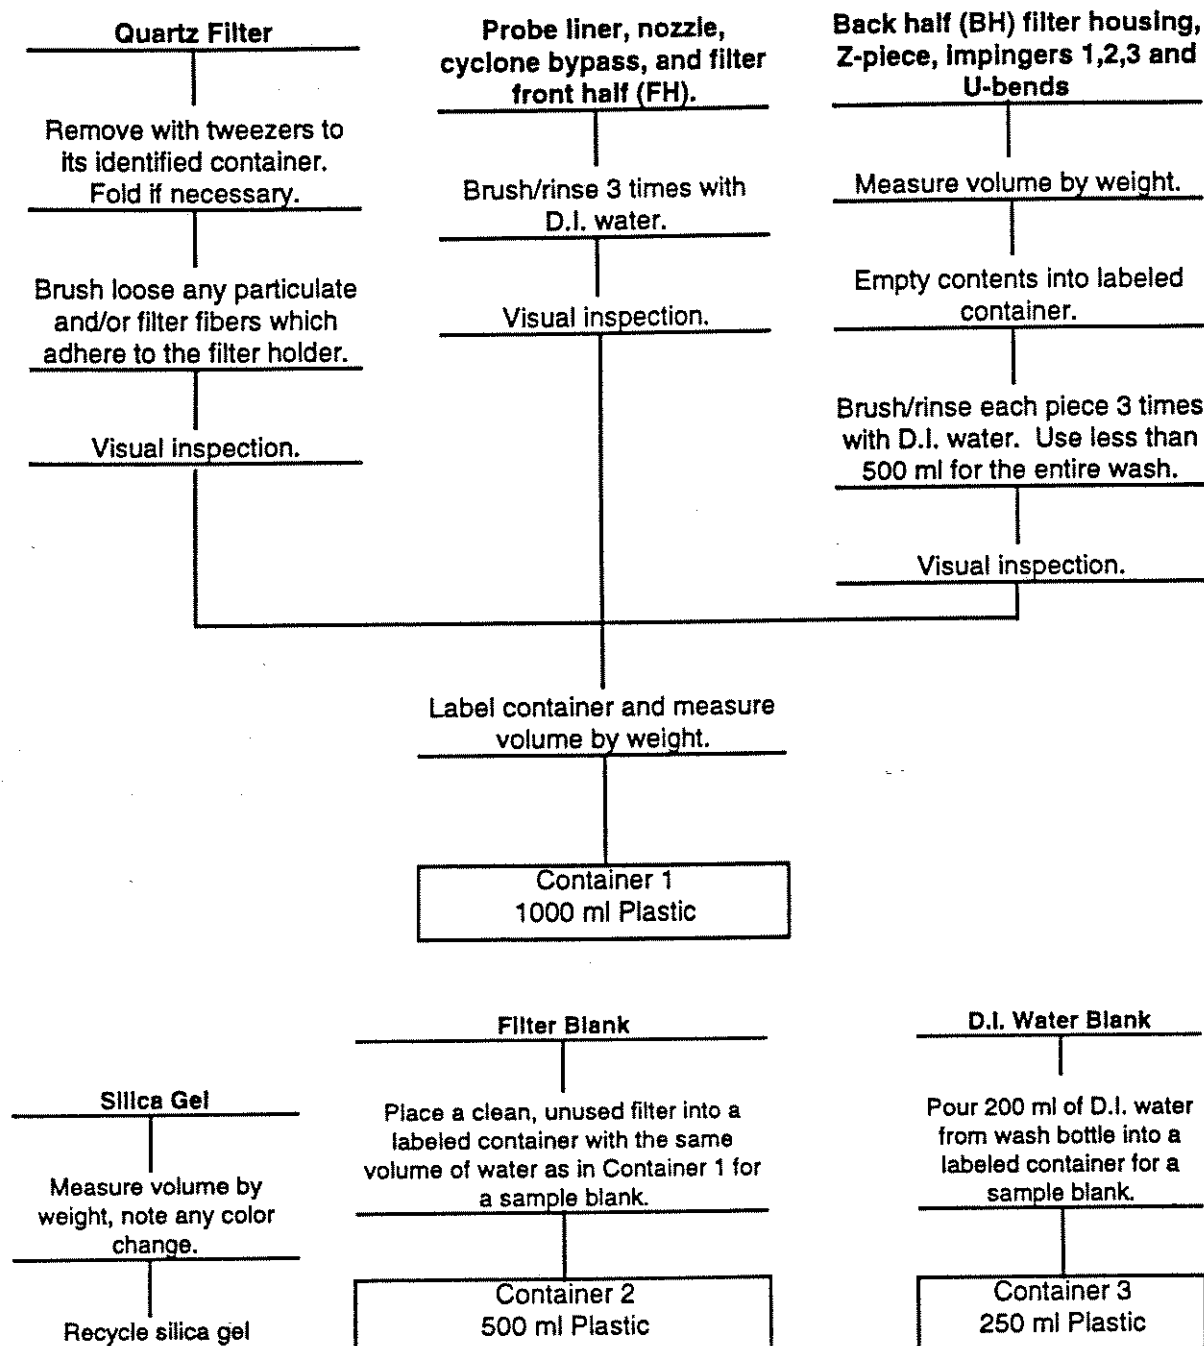 Quartz Filter
Remove with tweezers to
its identified container.
Fold if necessary.
Brush loose any particulate
and/or filter fibers which
adhere to the filter holder.
Visual inspection.
Probe liner, nozzle,
cyclone bypass, and filter
front half (FH).
Brush/rinse 3 times with
D.I. water.
Visual inspection.
Back half (BH) filter housing,
Z-piece, impingers 1,2,3 and
U-bends
Measure volume by weight.
Empty contents into labeled
container.
Brush/rinse each piece 3 times
with D.I. water. Use less than
500 ml for the entire wash.
Visual inspection.
Label container and measure
volume by weight.
Container 1
1000 ml Plastic
Silica Gel
Measure volume by
weight, note any color
change.
Recycle silica gel
Filter Blank
Place a clean, unused filter into a
labeled container with the same
volume of water as in Container 1 for
a sample blank.
Container 2
500 ml Plastic
D.I. Water Blank
Pour 200 ml of D.I. water
from wash bottle into a
labeled container for a
sample blank.
Container 3
250 ml Plastic